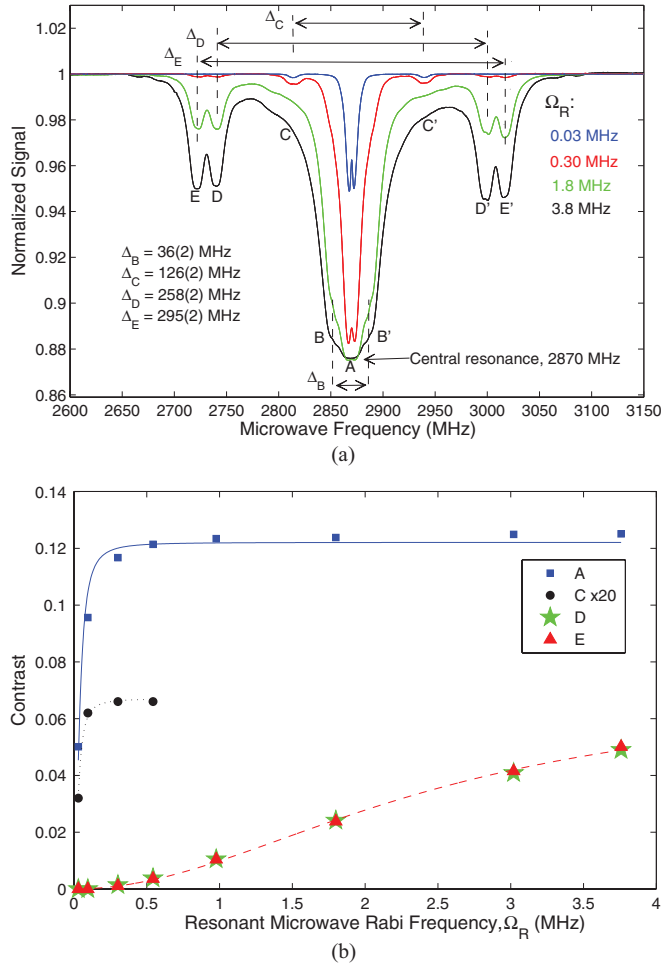 Δ_C
Δ_D
Δ_E
1
0.98
0.96
0.94
0.92
0.9
0.88
0.86
Normalized Signal
Ω_R:
0.03 MHz
0.30 MHz
1.8 MHz
3.8 MHz
C
C'
E
D
D'
E'
Δ_B = 36(2) MHz
Δ_C = 126(2) MHz
Δ_D = 258(2) MHz
Δ_E = 295(2) MHz
B
B'
A
Central resonance, 2870 MHz
Δ_B
2600 2650 2700 2750 2800 2850 2900 2950 3000 3050 3100 3150
Microwave Frequency (MHz)
(a)
0.14
0.12
0.1
0.08
0.06
0.04
0.02
0
Contrast
A
C x20
D
E
0 0.5 1 1.5 2 2.5 3 3.5 4
Resonant Microwave Rabi Frequency,Ω_R (MHz)
(b)